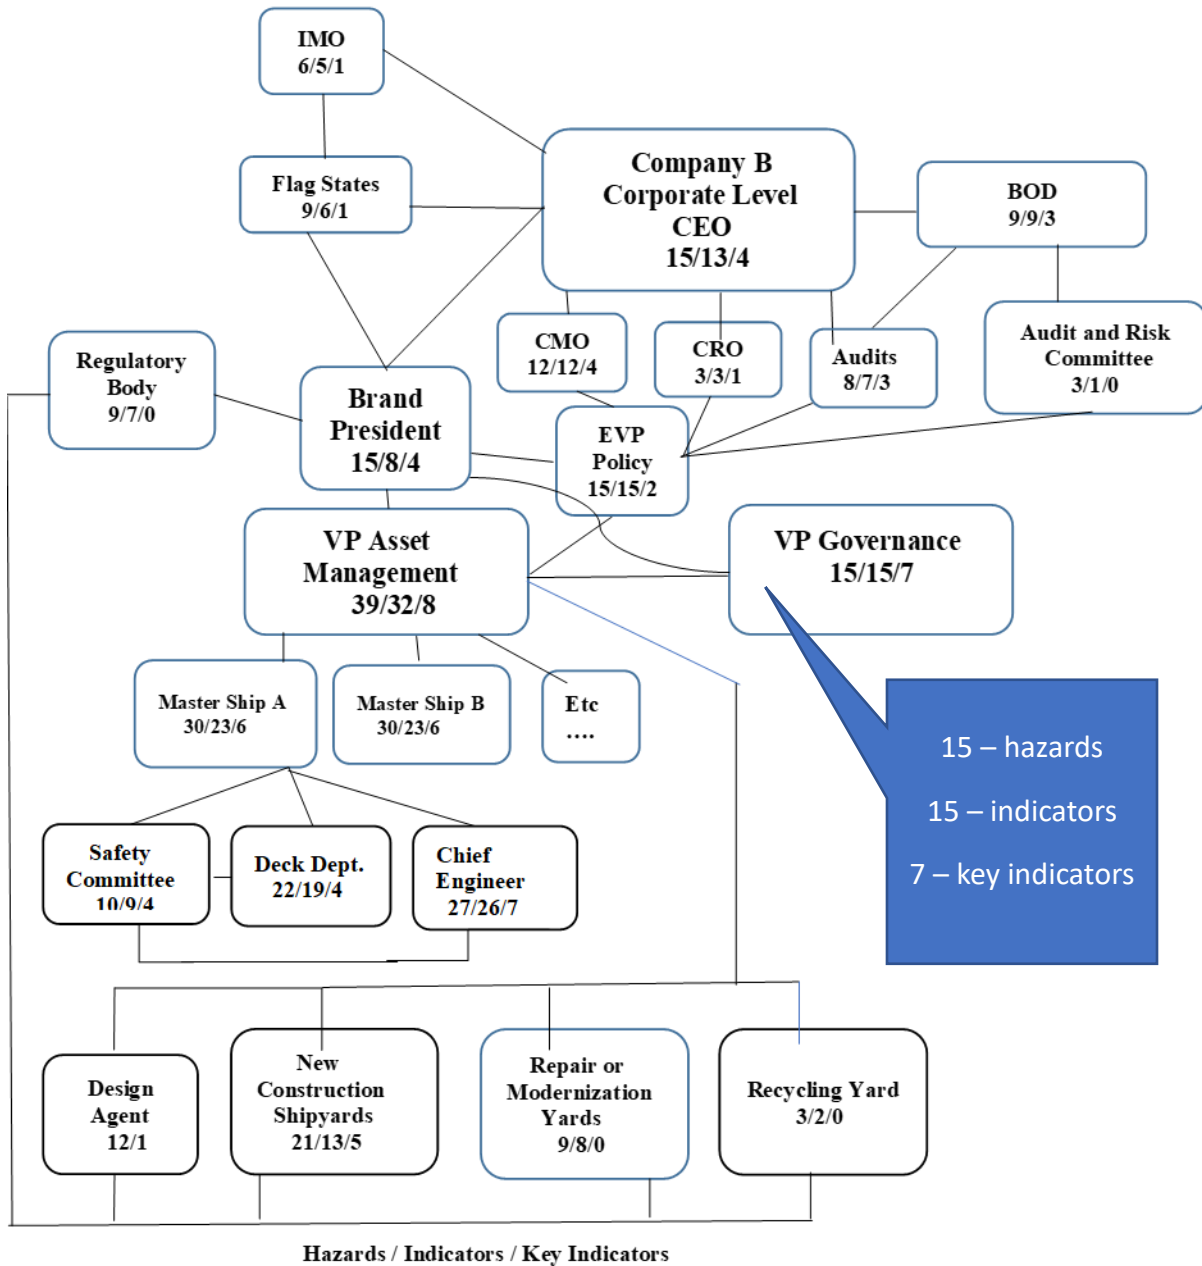 IMO
6/5/1
Company B
Corporate Level
CEO
15/13/4
Flag States
9/6/1
BOD
9/9/3
CMO
12/12/4
CRO
3/3/1
Audits
8/7/3
Audit and Risk
Committee
3/1/0
Regulatory
Body
9/7/0
Brand
President
15/8/4
EVP
Policy
15/15/2
VP Asset
Management
39/32/8
VP Governance
15/15/7
Master Ship A
30/23/6
Master Ship B
30/23/6
Etc
....
15 – hazards
15 – indicators
7 – key indicators
Safety
Committee
10/9/4
Deck Dept.
22/19/4
Chief
Engineer
27/26/7
Design
Agent
12/1
New
Construction
Shipyards
21/13/5
Repair or
Modernization
Yards
9/8/0
Recycling Yard
3/2/0
Hazards / Indicators / Key Indicators